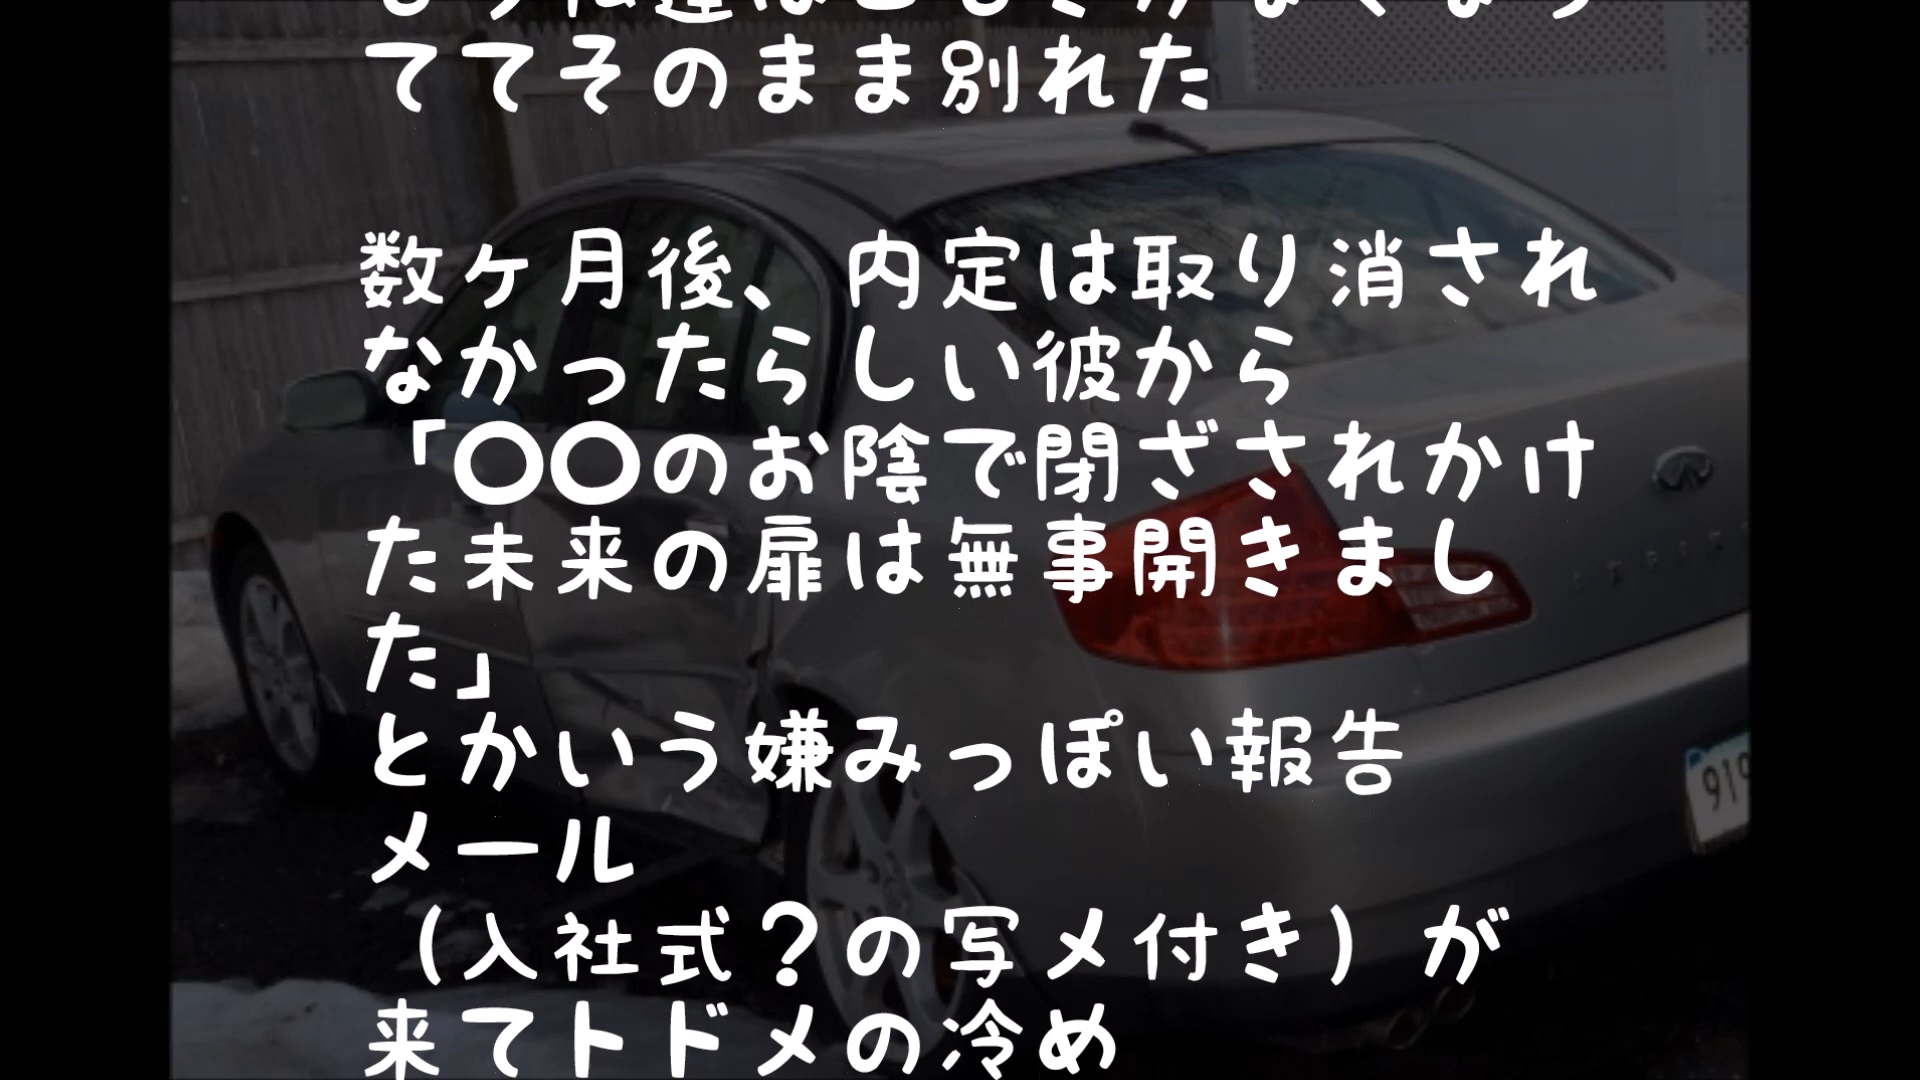 ててそのまま別れた
数ヶ月後、内定は取り消され
なかったらしい彼から
「〇〇のお陰で閉ざされかけ
た未来の扉は無事開きまし
た」
とかいう嫌みっぽい報告
メール
（入社式？の写メ付き）が
来てトドメの冷め
919